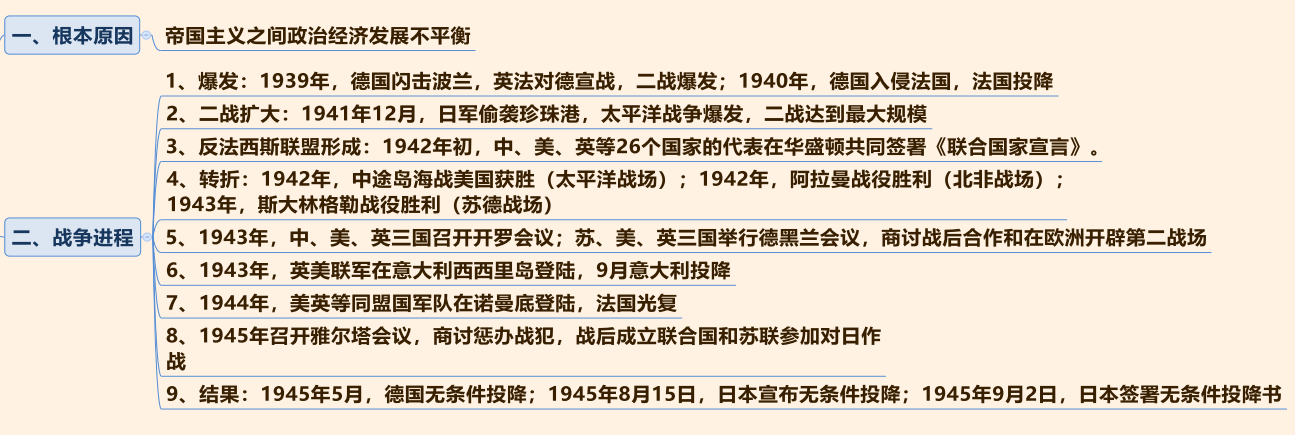 一、根本原因
帝国主义之间政治经济发展不平衡
二、战争进程
1、爆发：1939年，德国闪击波兰，英法对德宣战，二战爆发；1940年，德国入侵法国，法国投降
2、二战扩大：1941年12月，日军偷袭珍珠港，太平洋战争爆发，二战达到最大规模
3、反法西斯联盟形成：1942年初，中、美、英等26个国家的代表在华盛顿共同签署《联合国家宣言》。
4、转折：1942年，中途岛海战美国获胜（太平洋战场）；1942年，阿拉曼战役胜利（北非战场）；
1943年，斯大林格勒战役胜利（苏德战场）
5、1943年，中、美、英三国召开开罗会议；苏、美、英三国举行德黑兰会议，商讨战后合作和在欧洲开辟第二战场
6、1943年，英美联军在意大利西西里岛登陆，9月意大利投降
7、1944年，美英等同盟国军队在诺曼底登陆，法国光复
8、1945年召开雅尔塔会议，商讨惩办战犯，战后成立联合国和苏联参加对日作
战
9、结果：1945年5月，德国无条件投降；1945年8月15日，日本宣布无条件投降；1945年9月2日，日本签署无条件投降书